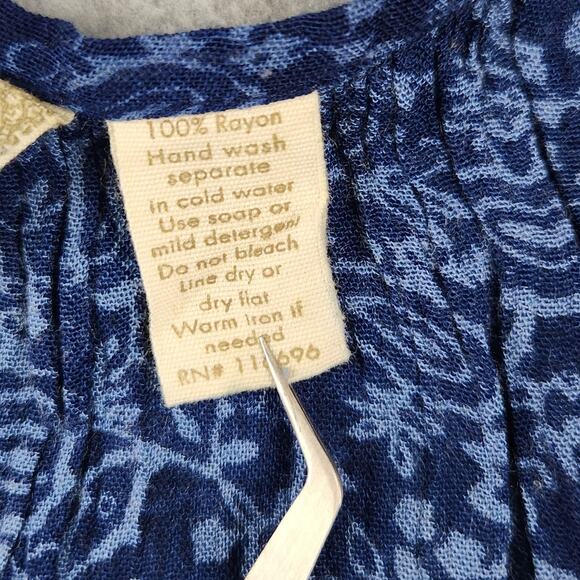 100% Rayon
Hand wash
separate
in cold water
Use soap or
mild detergent
Do not bleach
Line dry or
dry flat
Warm iron if
needed
RN# 116696